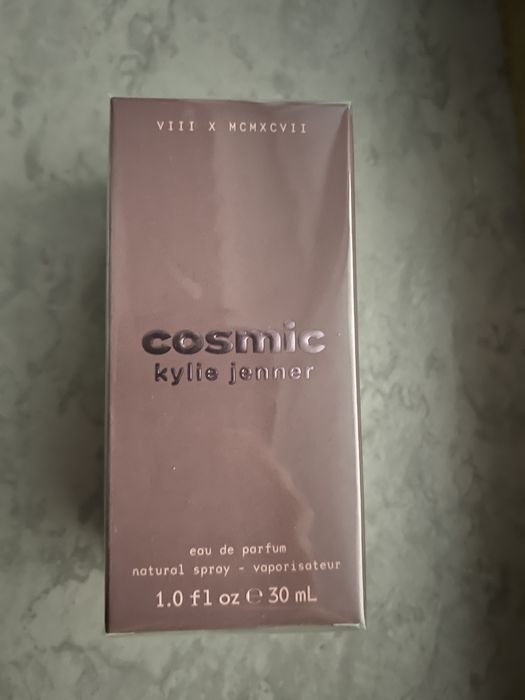 VIII X MCMXCVII
cosmic
kylie jenner
eau de parfum
natural spray - vaporisateur
1.0 fl oz ℮ 30 mL